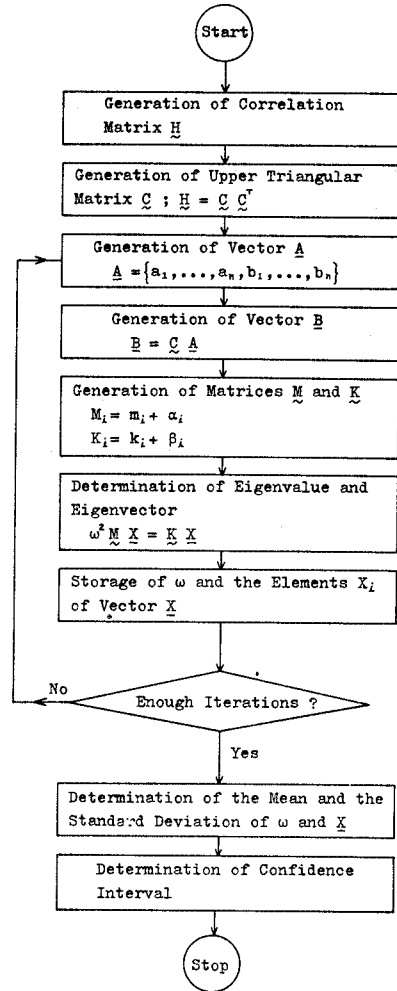 Start
Generation of Correlation
Matrix H
Generation of Upper Triangular
Matrix C ; H = C Cᵀ
Generation of Vector A
A = {a₁,...,aₙ,b₁,...,bₙ}
Generation of Vector B
B = C A
Generation of Matrices M and K
Mᵢ = mᵢ + αᵢ
Kᵢ = kᵢ + βᵢ
Determination of Eigenvalue and
Eigenvector
ω² M X = K X
Storage of ω and the Elements Xᵢ
of Vector X
No
Enough Iterations ?
Yes
Determination of the Mean and the
Standard Deviation of ω and X
Determination of Confidence
Interval
Stop